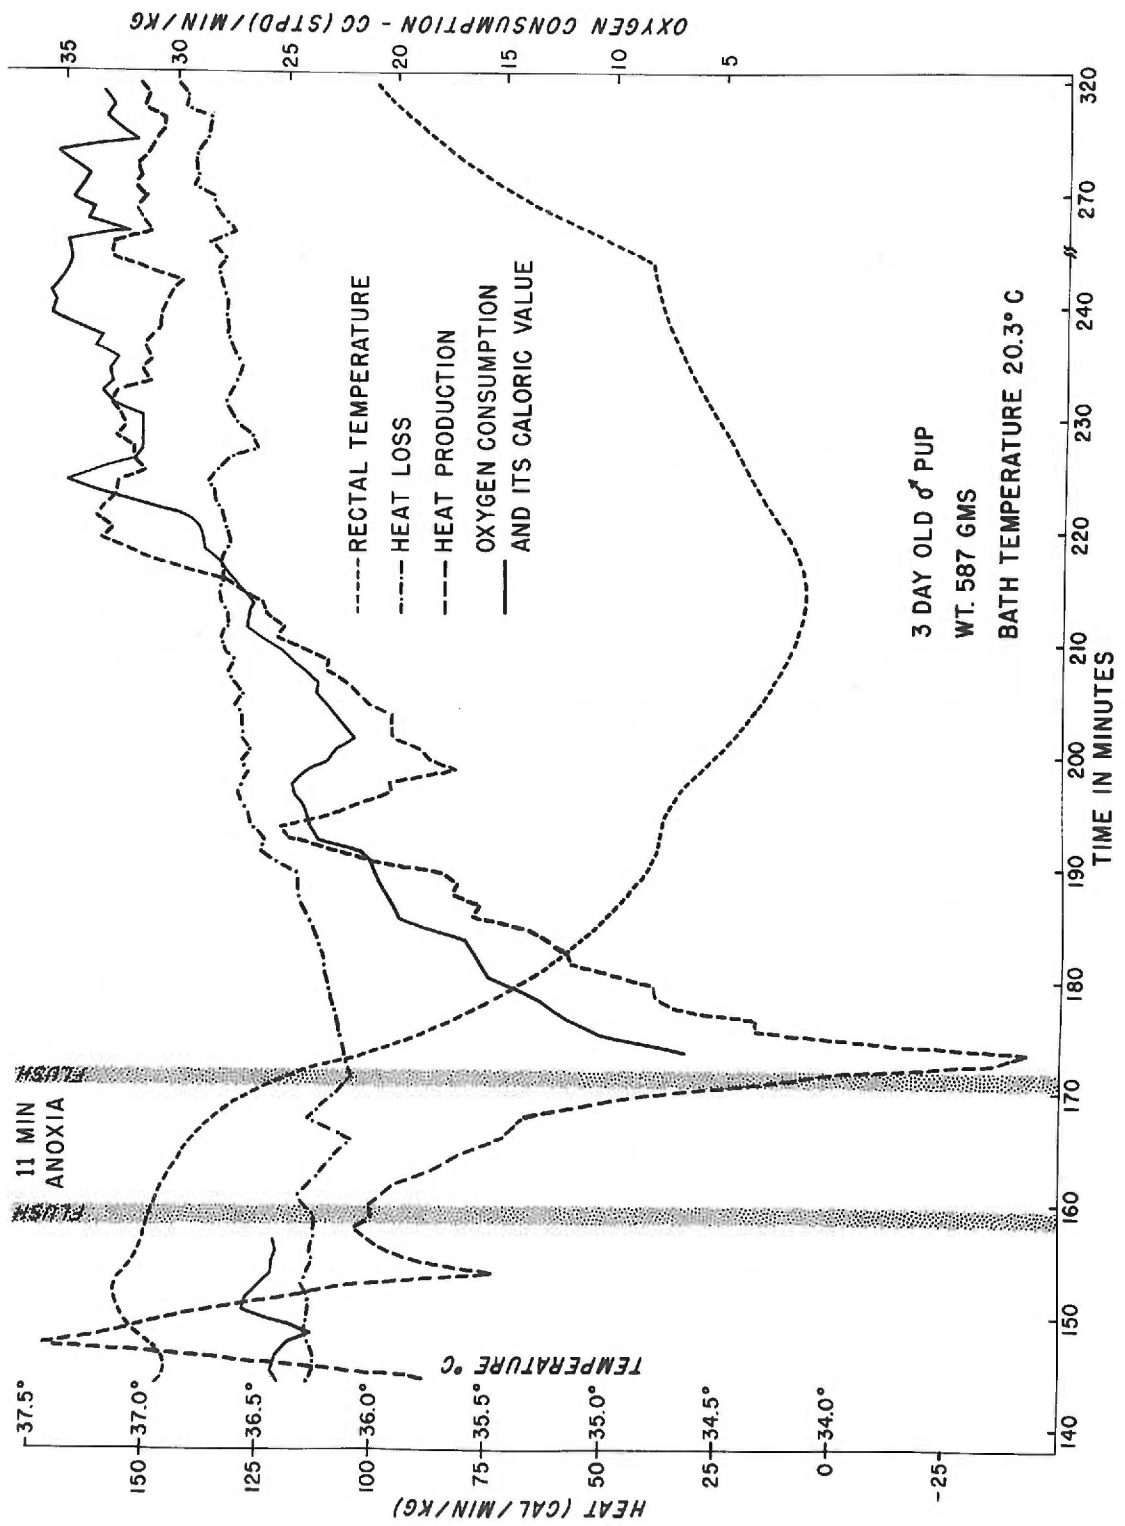 HEAT (CAL/MIN/KG)
150
125
100
75
50
25
0
-25
37.5°
37.0°
36.5°
36.0°
35.5°
35.0°
34.5°
34.0°
TEMPERATURE °C
FLUSH
11 MIN
ANOXIA
FLUSH
RECTAL TEMPERATURE
HEAT LOSS
HEAT PRODUCTION
OXYGEN CONSUMPTION
AND ITS CALORIC VALUE
3 DAY OLD ♂ PUP
WT. 587 GMS
BATH TEMPERATURE 20.3° C
35
30
25
20
15
10
5
OXYGEN CONSUMPTION - CC (STPD)/MIN/KG
140 150 160 170 180 190 200 210 220 230 240 270 320
TIME IN MINUTES